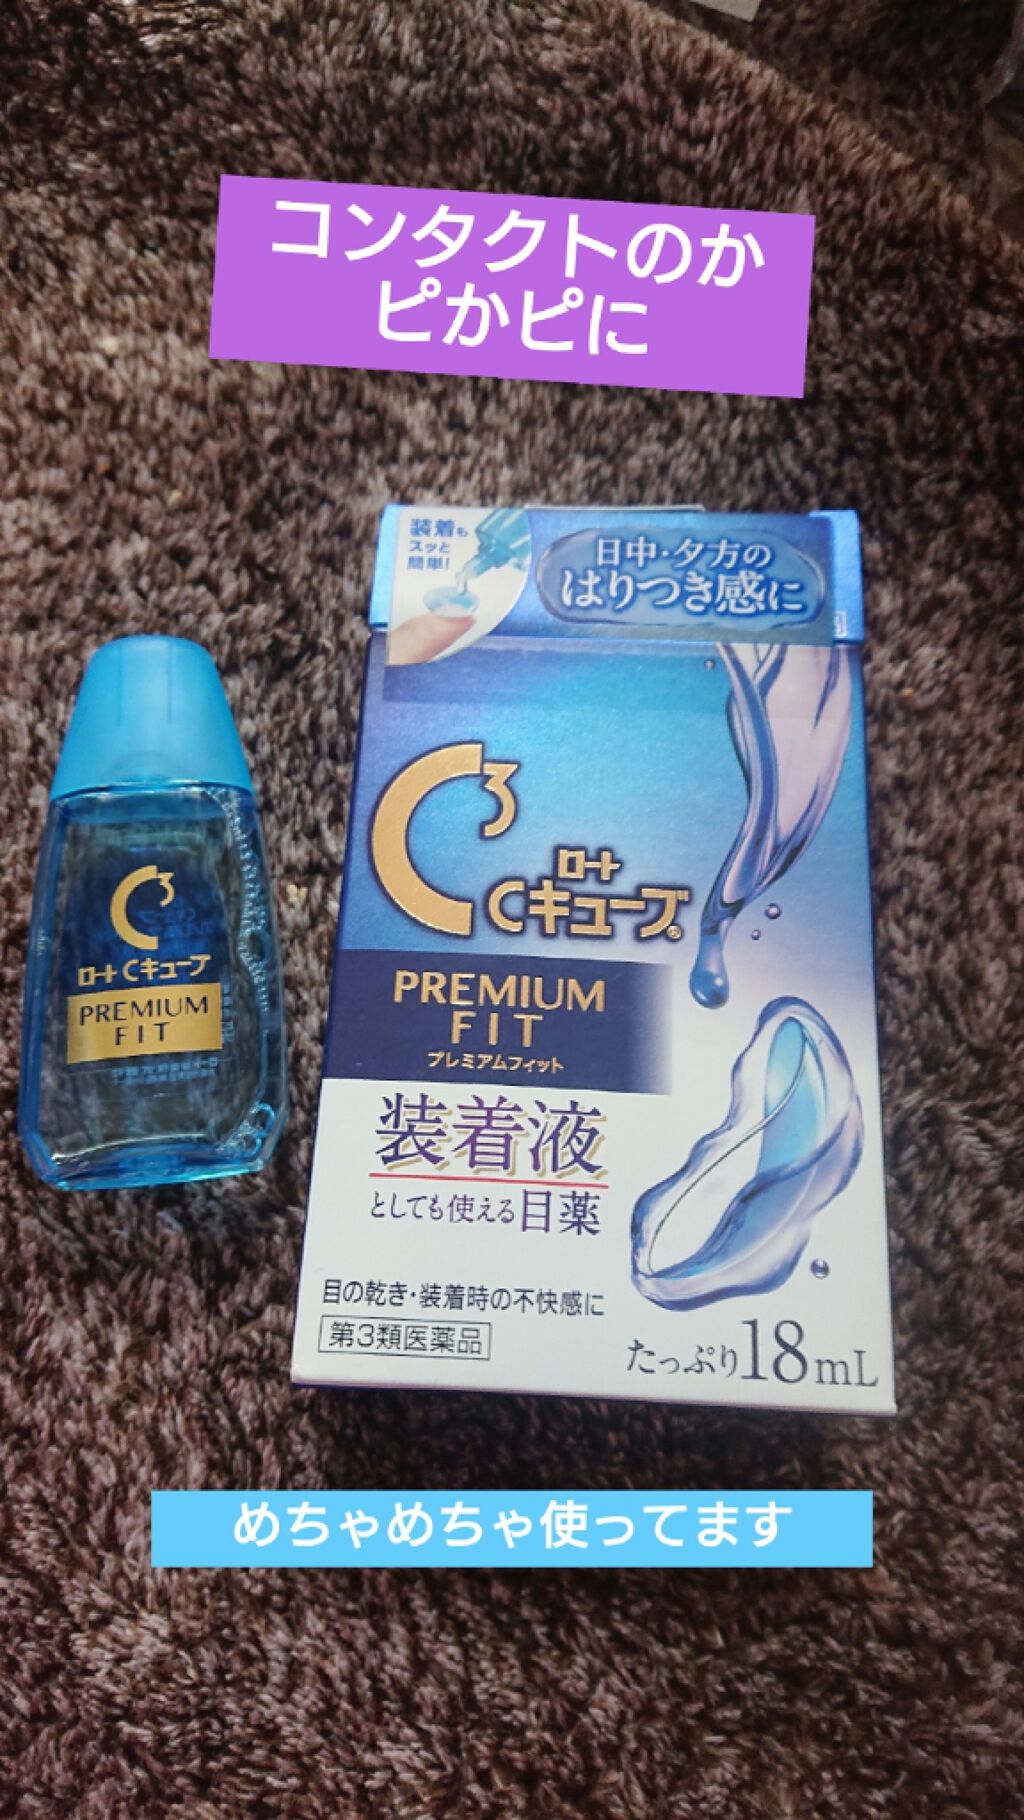 コンタクトのか
ピかピに
装着も
スッと
簡単!
日中・夕方の
はりつき感に
C3
ロート
Cキューブ®
PREMIUM
FIT
プレミアムフィット
装着液
としても使える目薬
目の乾き・装着時の不快感に
第3類医薬品
たっぷり18mL
C3
ロート Cキューブ
PREMIUM
FIT
めちゃめちゃ使ってます